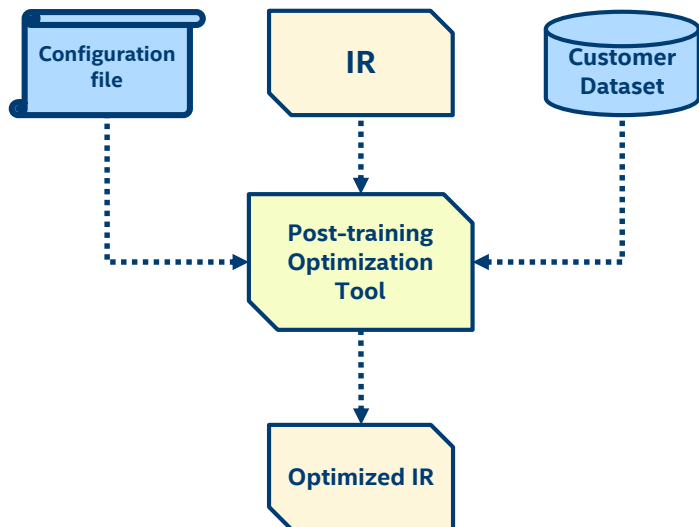 Configuration
file
IR
Customer
Dataset
Post-training
Optimization
Tool
Optimized IR